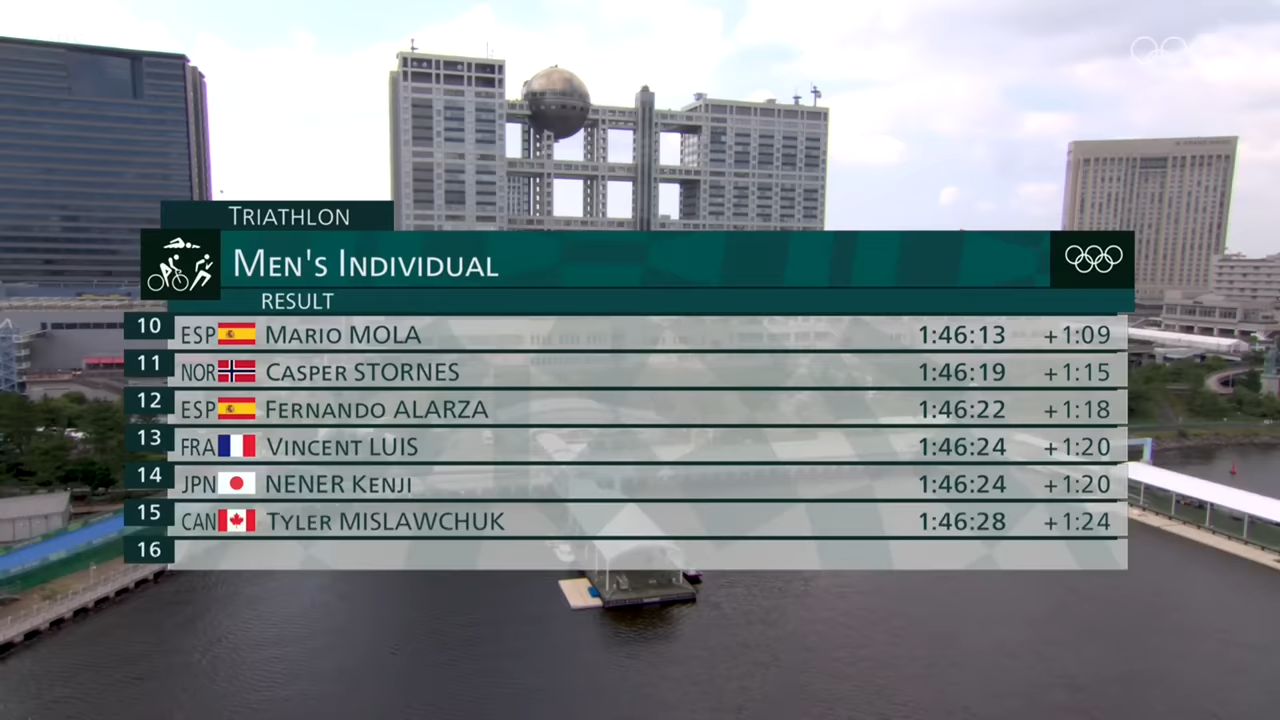 TRIATHLON
MEN'S INDIVIDUAL
RESULT
10 ESP MARIO MOLA 1:46:13 +1:09
11 NOR CASPER STORNES 1:46:19 +1:15
12 ESP FERNANDO ALARZA 1:46:22 +1:18
13 FRA VINCENT LUIS 1:46:24 +1:20
14 JPN NENER KENJI 1:46:24 +1:20
15 CAN TYLER MISLAWCHUK 1:46:28 +1:24
16